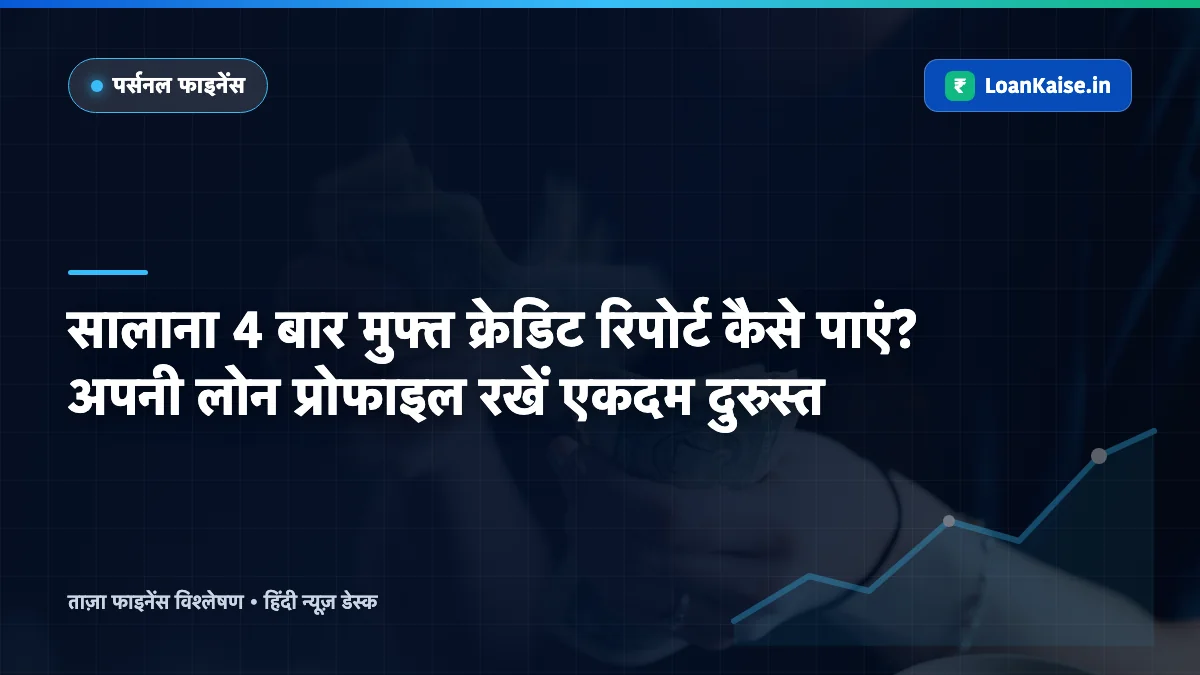 पर्सनल फाइनेंस
₹ LoanKaise.in
सालाना 4 बार मुफ्त क्रेडिट रिपोर्ट कैसे पाएं?
अपनी लोन प्रोफाइल रखें एकदम दुरुस्त
ताज़ा फाइनेंस विश्लेषण • हिंदी न्यूज़ डेस्क